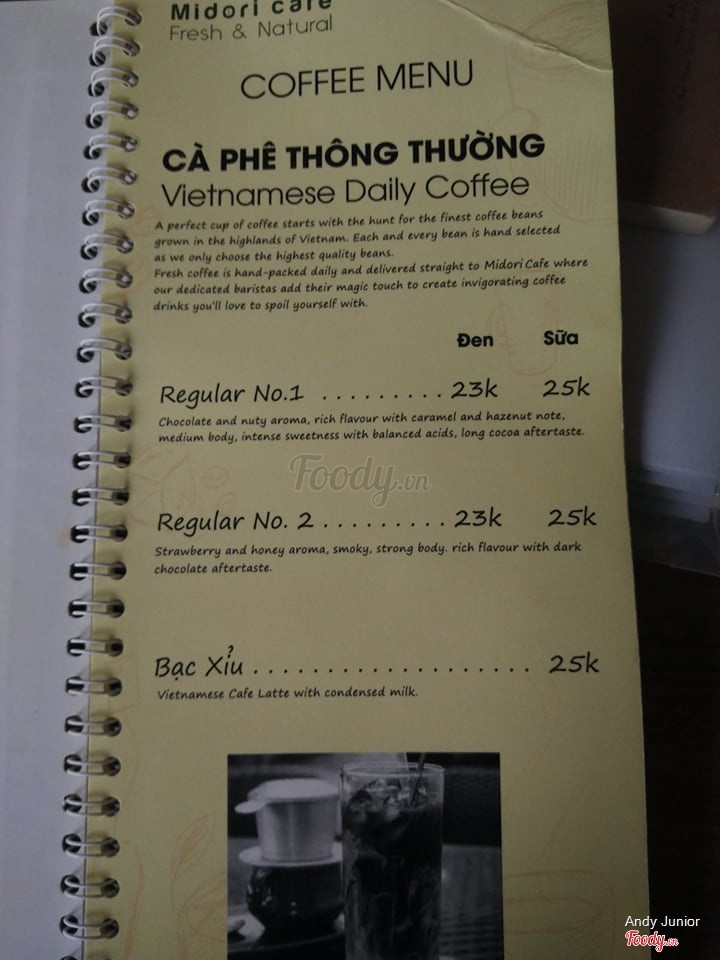 Midori cafe
Fresh & Natural
COFFEE MENU
CÀ PHÊ THÔNG THƯỜNG
Vietnamese Daily Coffee
A perfect cup of coffee starts with the hunt for the finest coffee beans
grown in the highlands of Vietnam. Each and every bean is hand selected
as we only choose the highest quality beans.
Fresh coffee is hand-packed daily and delivered straight to Midori Cafe where
our dedicated baristas add their magic touch to create invigorating coffee
drinks you'll love to spoil yourself with.
Đen Sữa
Regular No.1 ......... 23k 25k
Chocolate and nuty aroma, rich flavour with caramel and hazenut note,
medium body, intense sweetness with balanced acids, long cocoa aftertaste.
Foody.vn
Regular No. 2 ......... 23k 25k
Strawberry and honey aroma, smoky, strong body. rich flavour with dark
chocolate aftertaste.
Bạc Xỉu .................... 25k
Vietnamese Cafe Latte with condensed milk.
Andy Junior
Foody.vn